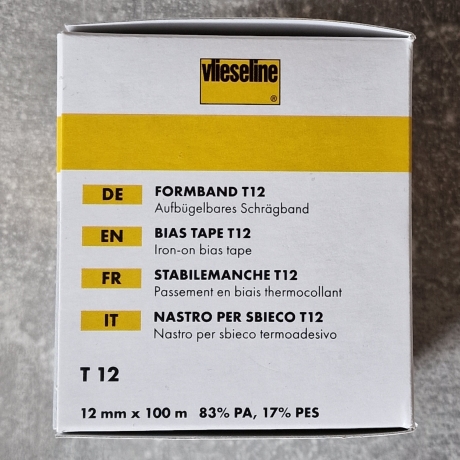 vlieseline
®
DE FORMBAND T12
Aufbügelbares Schrägband
EN BIAS TAPE T12
Iron-on bias tape
FR STABILEMANCHE T12
Passement en biais thermocollant
IT NASTRO PER SBIECO T12
Nastro per sbieco termoadesivo
T 12
12 mm x 100 m 83% PA, 17% PES